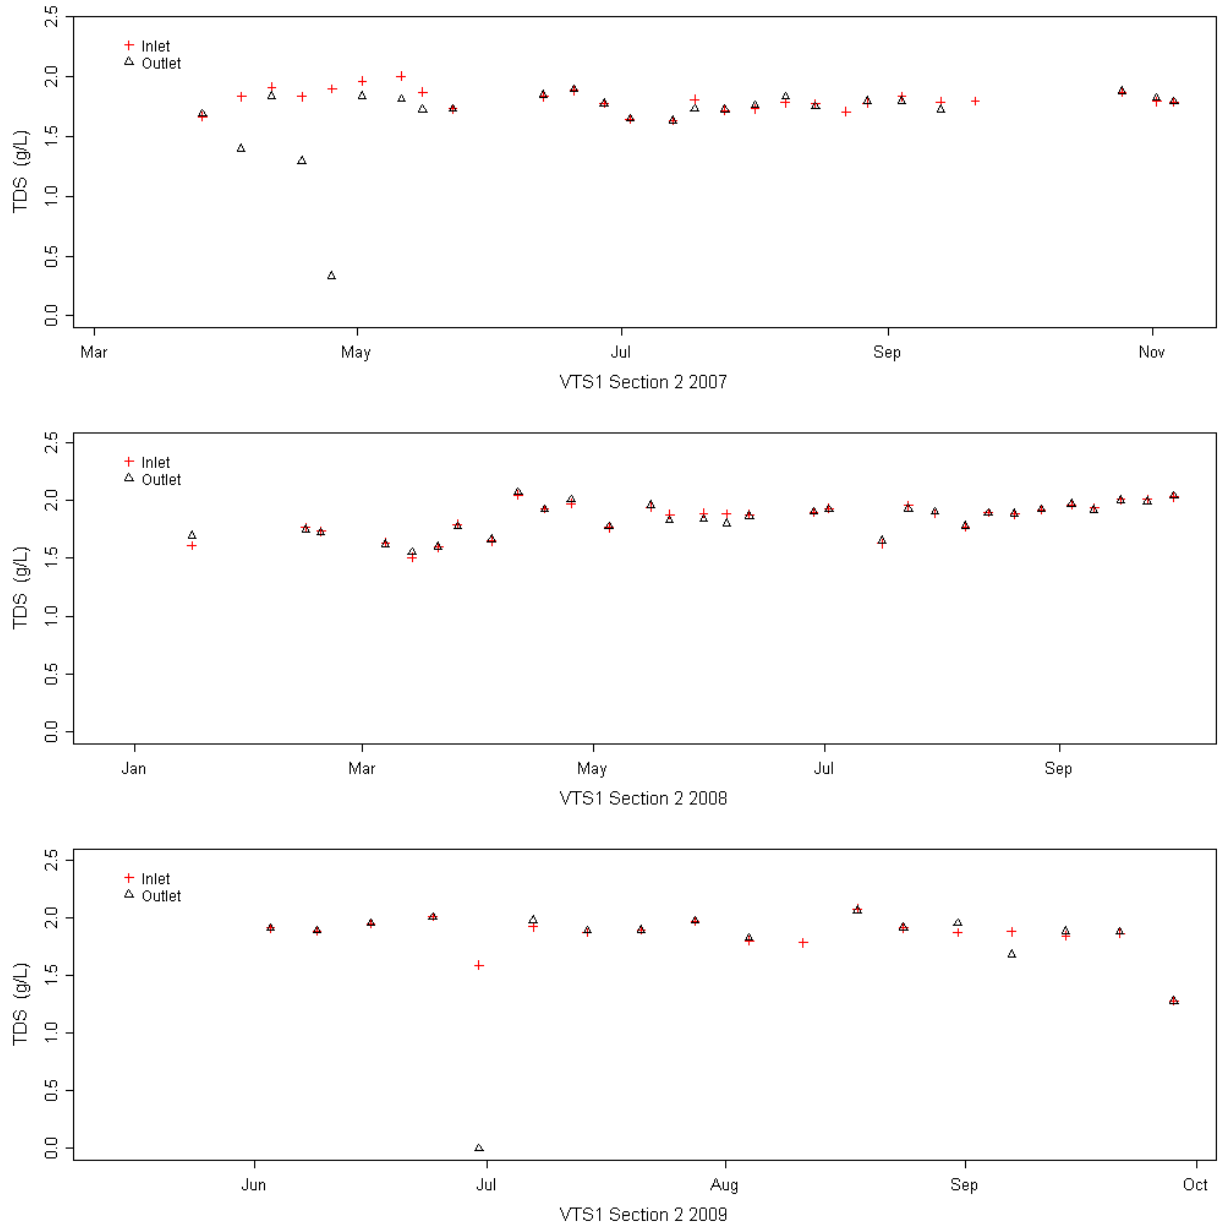 2.5
2.0
1.5
1.0
0.5
0.0
TDS (g/L)
Inlet
Outlet
Mar May Jul Sep Nov
VTS1 Section 2 2007
2.5
2.0
1.5
1.0
0.5
0.0
TDS (g/L)
Inlet
Outlet
Jan Mar May Jul Sep
VTS1 Section 2 2008
2.5
2.0
1.5
1.0
0.5
0.0
TDS (g/L)
Inlet
Outlet
Jun Jul Aug Sep Oct
VTS1 Section 2 2009